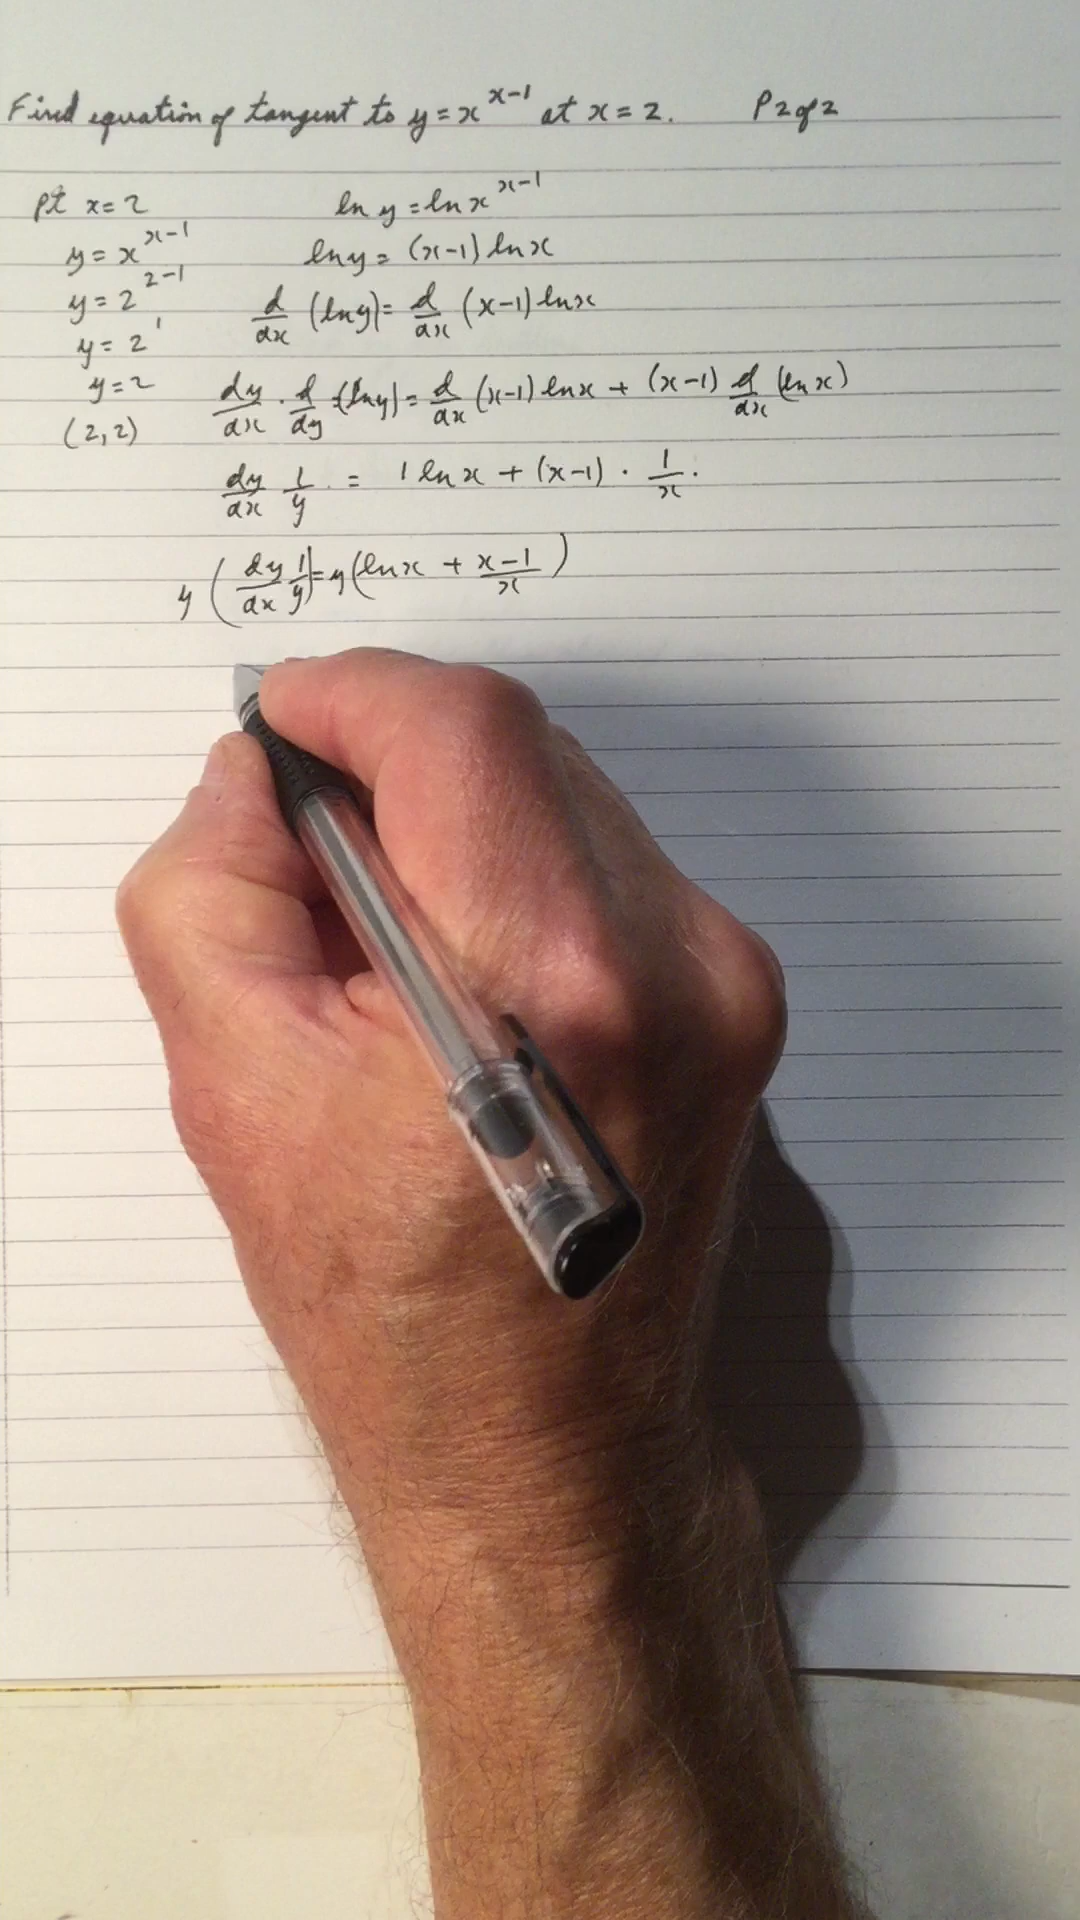 Find equation of tangent to y = x^(x-1) at x = 2. P2 of 2
Pt x = 2
y = x^(x-1)
y = 2^(2-1)
y = 2^1
y = 2
(2,2)
ln y = ln x^(x-1)
ln y = (x-1) ln x
d/dx (ln y) = d/dx (x-1) ln x
dy/dx · d/dy (ln y) = d/dx (x-1) ln x + (x-1) d/dx (ln x)
dy/dx 1/y = 1 ln x + (x-1) · 1/x.
y (dy/dx 1/y) = y (ln x + x-1/x)